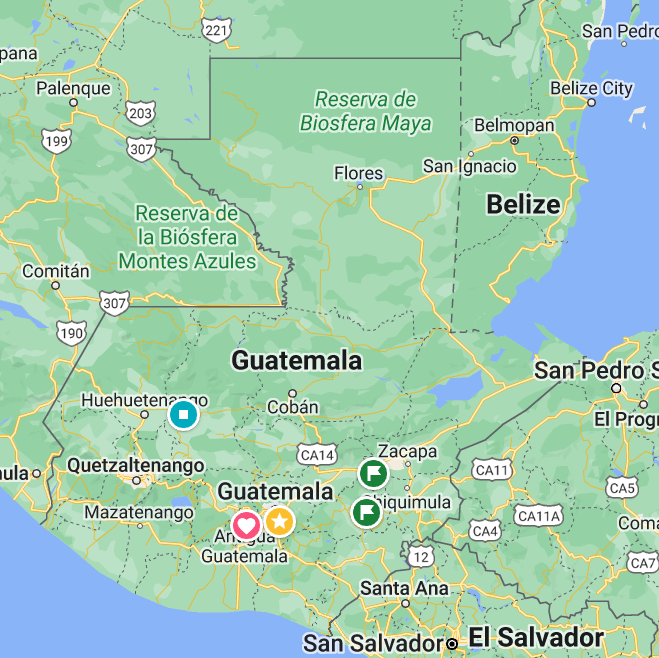 221
San Pedro
pana
Palenque
203
Belize City
Reserva de
Biosfera Maya
Belmopan
199
307
San Ignacio
Flores
Belize
Reserva de
la Biósfera
Montes Azules
Comitán
307
190
Guatemala
San Pedro S
Huehuetenango
Cobán
El Progr
CA14
Zacapa
Quetzaltenango
CA11
ula
Guatemala
CA5
Chiquimula
Mazatenango
CA11A
CA4
Coma
Antigua
Guatemala
12
CA7
Santa Ana
San Salvador
El Salvador